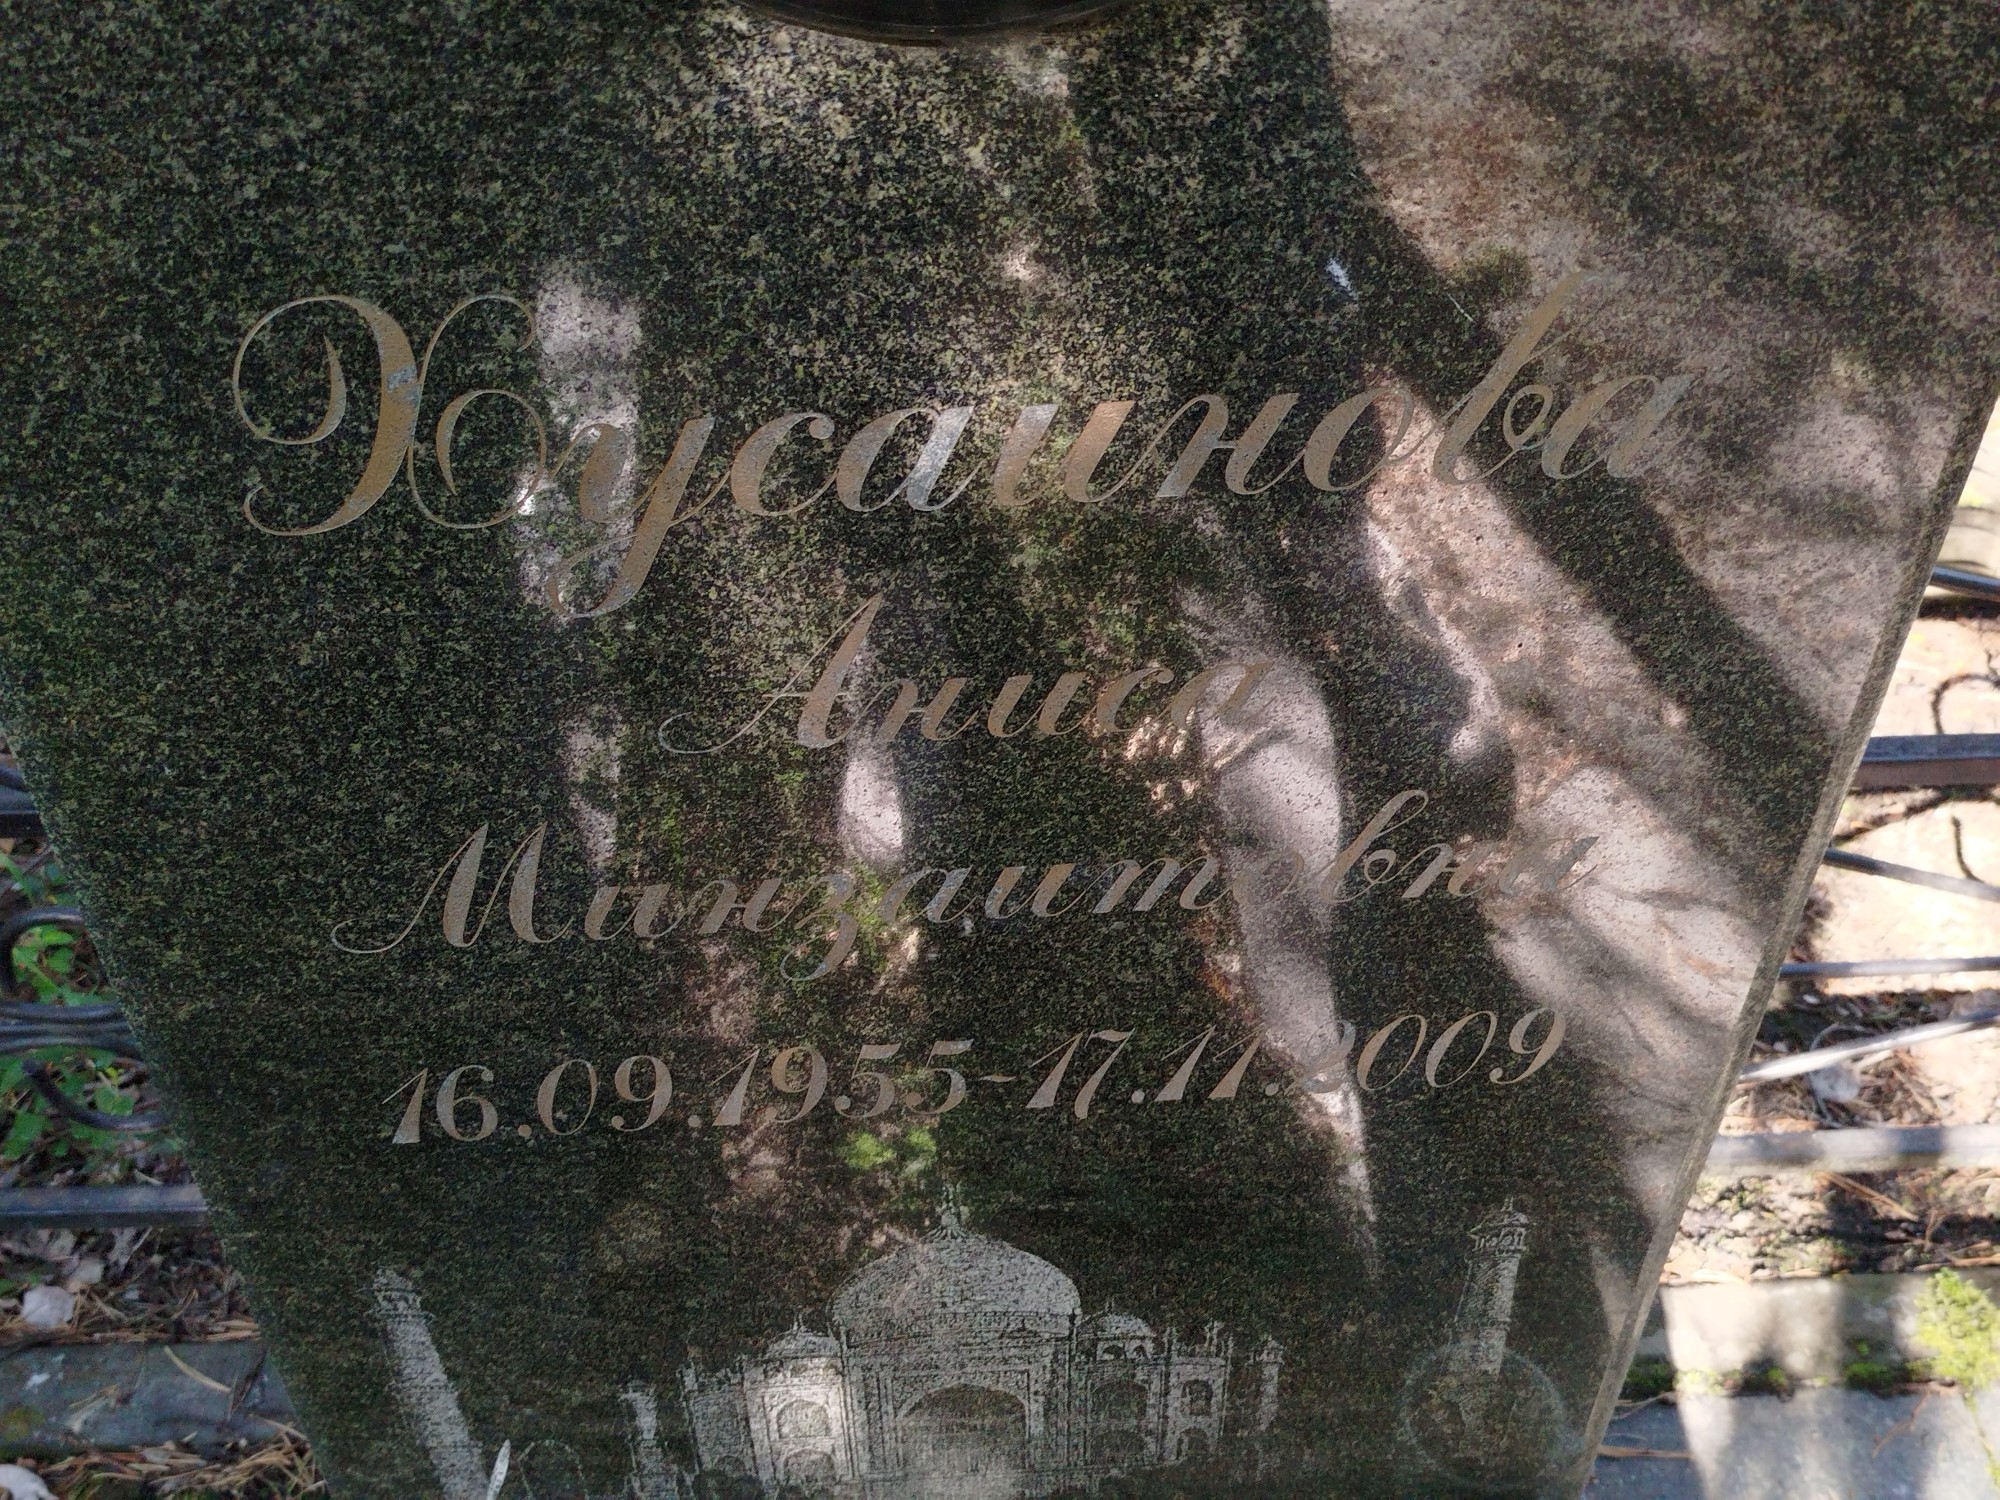 Хусаинова
Аниса
Минзаитовна
16.09.1955-17.11.2009